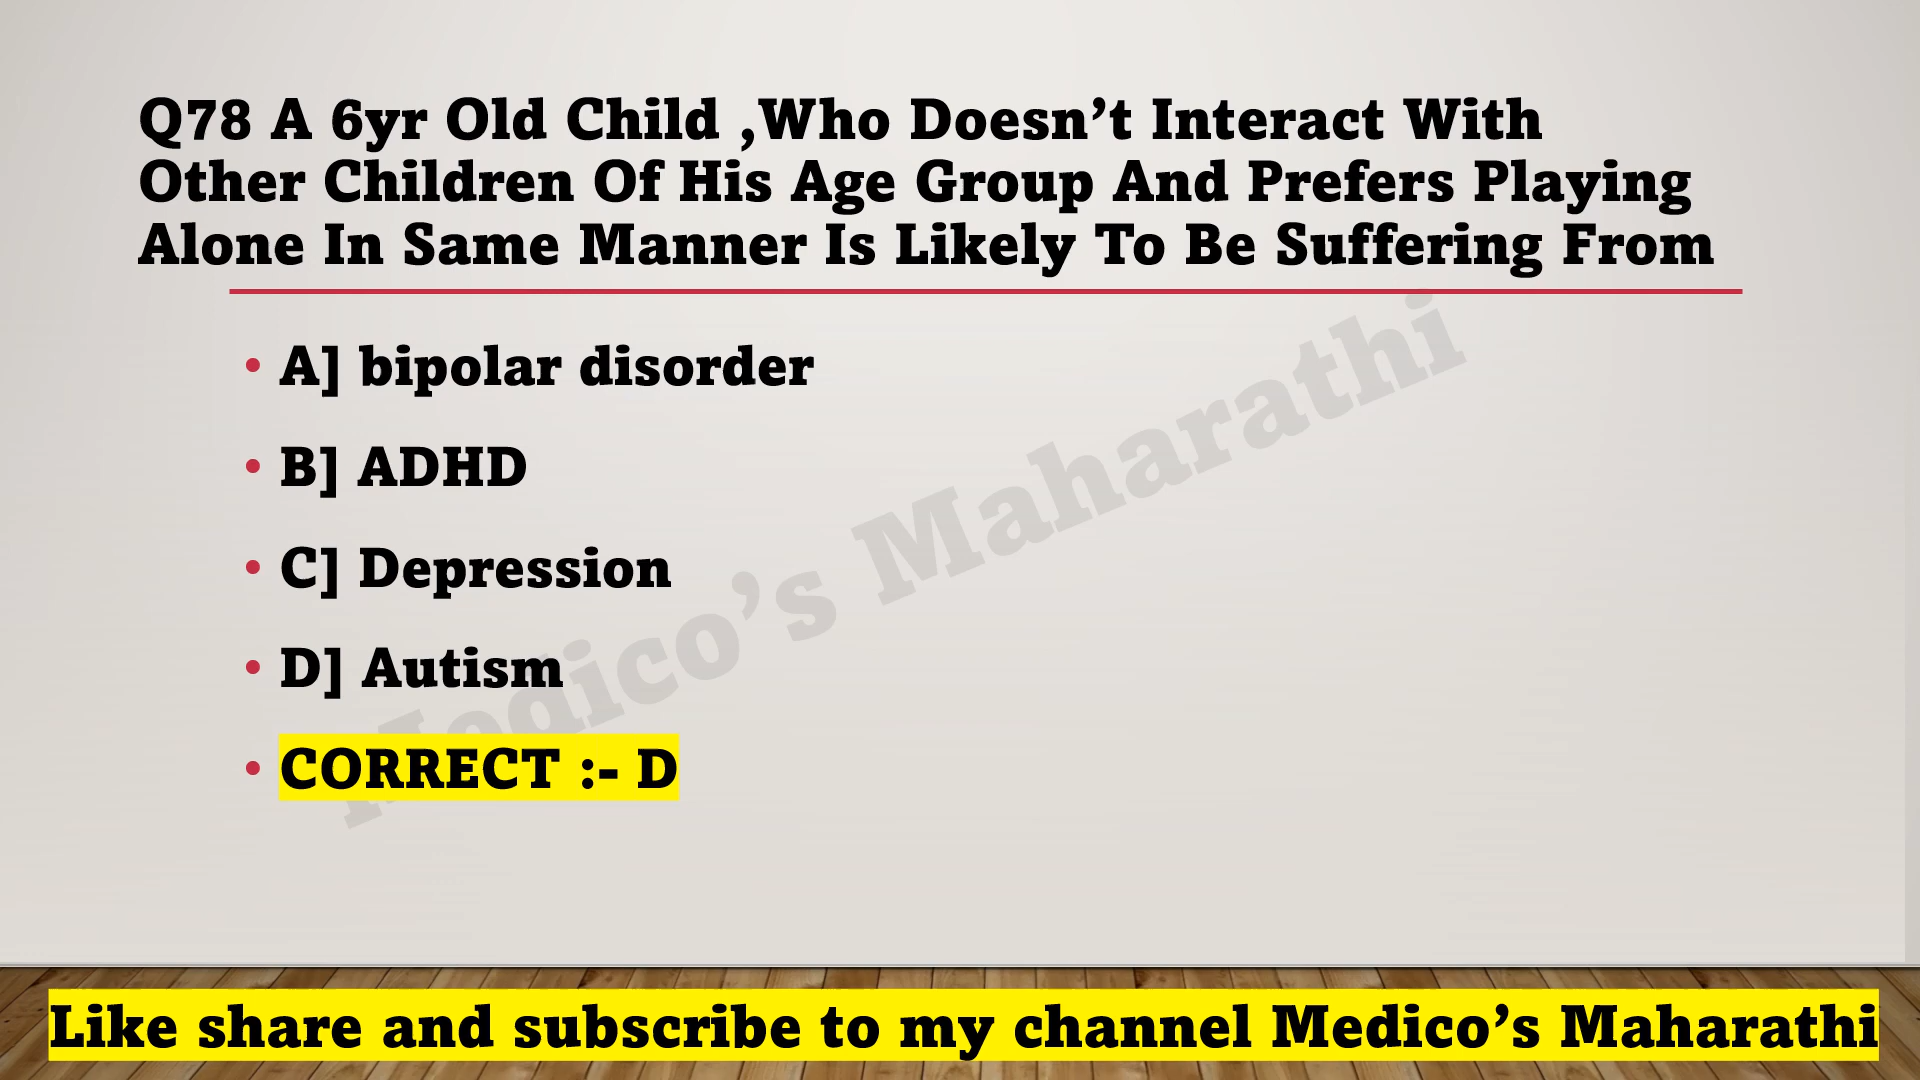 Q78 A 6yr Old Child ,Who Doesn’t Interact With
Other Children Of His Age Group And Prefers Playing
Alone In Same Manner Is Likely To Be Suffering From
• A] bipolar disorder
• B] ADHD
• C] Depression
• D] Autism
• CORRECT :- D
Medico’s Maharathi
Like share and subscribe to my channel Medico’s Maharathi